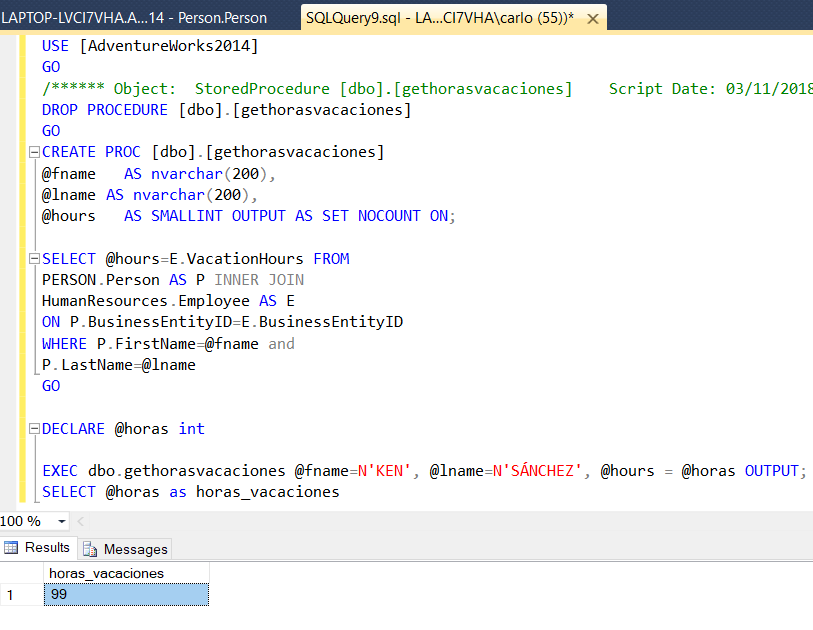 LAPTOP-LVCI7VHA.A...14 - Person.Person
SQLQuery9.sql - LA...CI7VHA\carlo (55))*
USE [AdventureWorks2014]
GO
/****** Object:  StoredProcedure [dbo].[gethorasvacaciones]    Script Date: 03/11/2018
DROP PROCEDURE [dbo].[gethorasvacaciones]
GO
CREATE PROC [dbo].[gethorasvacaciones]
@fname   AS nvarchar(200),
@lname AS nvarchar(200),
@hours   AS SMALLINT OUTPUT AS SET NOCOUNT ON;
SELECT @hours=E.VacationHours FROM
PERSON.Person AS P INNER JOIN
HumanResources.Employee AS E
ON P.BusinessEntityID=E.BusinessEntityID
WHERE P.FirstName=@fname and
P.LastName=@lname
GO
DECLARE @horas int
EXEC dbo.gethorasvacaciones @fname=N'KEN', @lname=N'SÁNCHEZ', @hours = @horas OUTPUT;
SELECT @horas as horas_vacaciones
100 %
Results Messages
horas_vacaciones
1 99